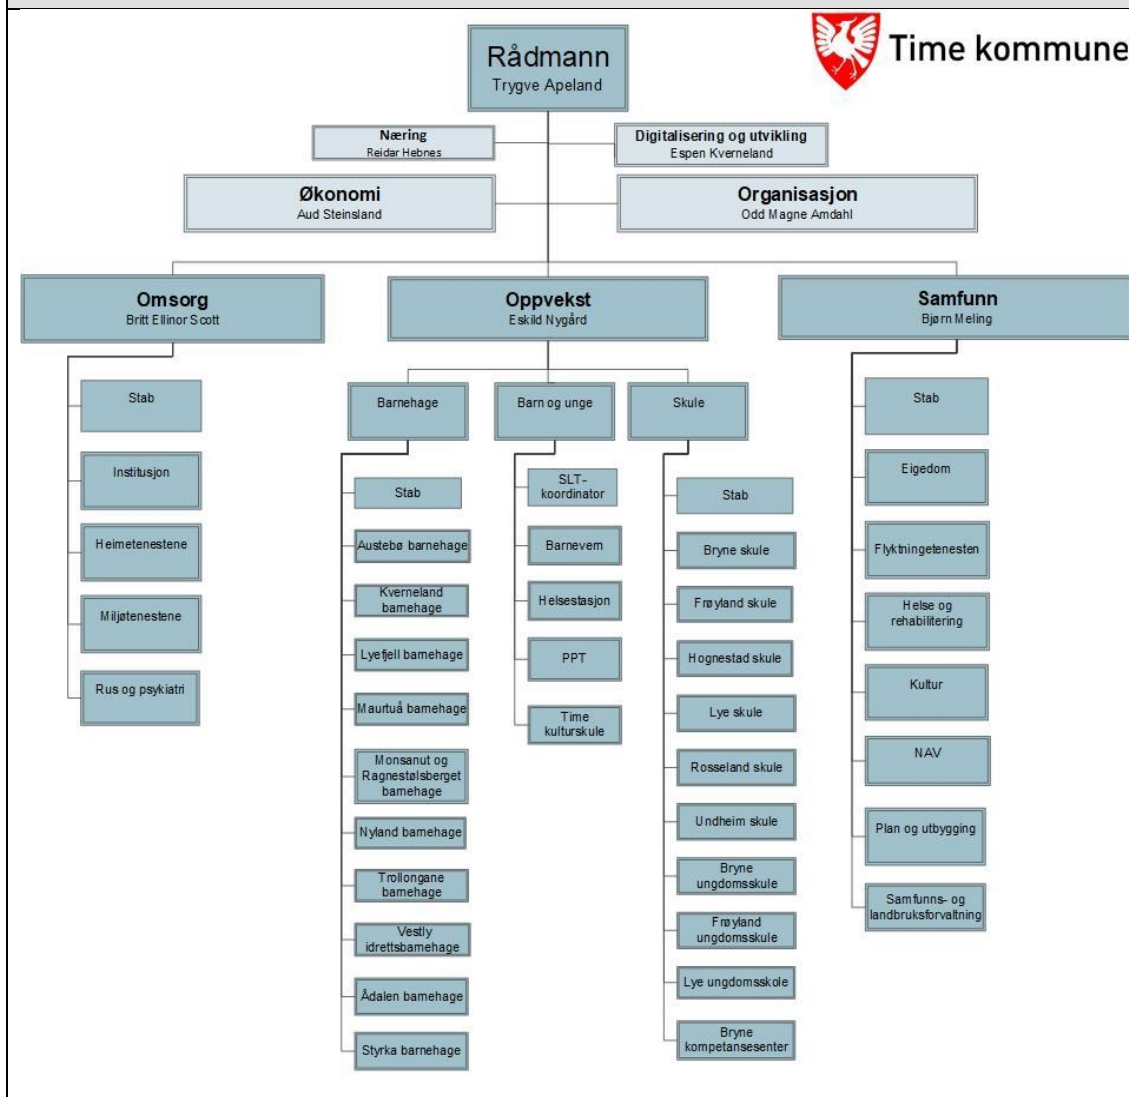 Time kommune
Rådmann
Trygve Apeland
Næring
Reidar Hebnes
Digitalisering og utvikling
Espen Kverneland
Økonomi
Aud Steinsland
Organisasjon
Odd Magne Amdahl
Omsorg
Britt Ellinor Scott
Oppvekst
Eskild Nygård
Samfunn
Bjørn Meling
Stab
Institusjon
Heimetenestene
Miljøtenestene
Rus og psykiatri
Barnehage
Stab
Austebø barnehage
Kverneland
barnehage
Lyefjell barnehage
Maurtuå barnehage
Monsanut og
Ragnestølsberget
barnehage
Nyland barnehage
Trollongane
barnehage
Vestly
idrettsbarnehage
Ådalen barnehage
Styrka barnehage
Barn og unge
SLT-
koordinator
Barnevern
Helsestasjon
PPT
Time
kulturskule
Skule
Stab
Bryne skule
Frøyland skule
Hognestad skule
Lye skule
Rosseland skule
Undheim skule
Bryne
ungdomsskule
Frøyland
ungdomsskule
Lye ungdomsskole
Bryne
kompetansesenter
Stab
Eigedom
Flyktningetenesten
Helse og
rehabilitering
Kultur
NAV
Plan og utbygging
Samfunns- og
landbruksforvaltning